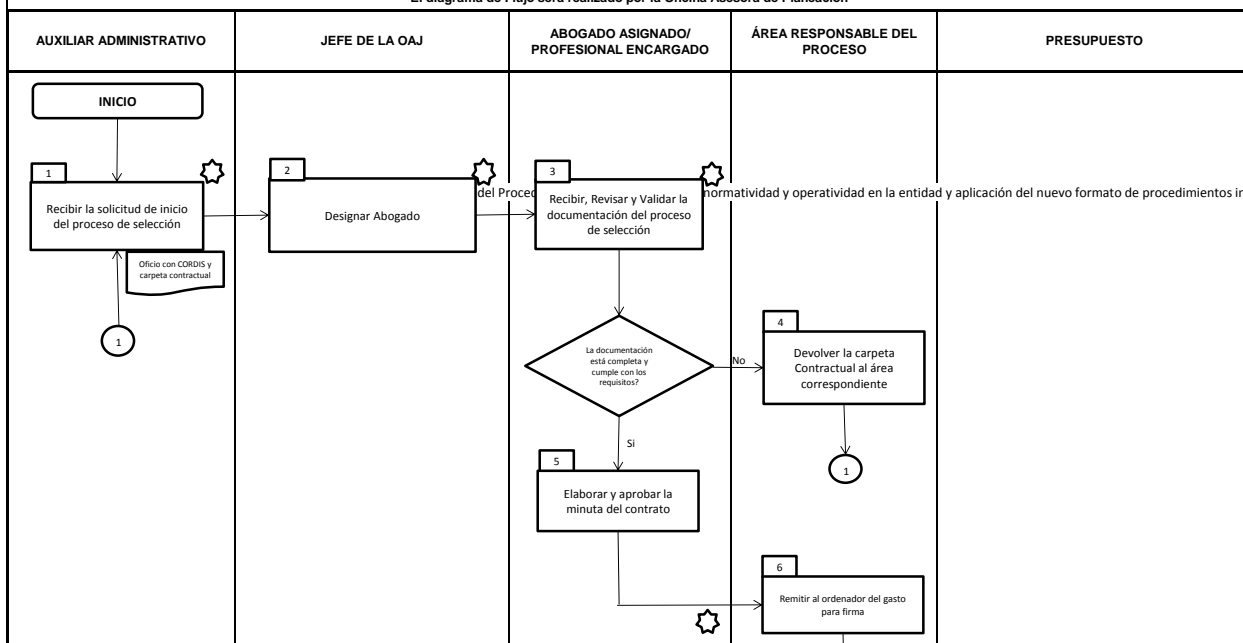 El diagrama de Flujo será realizado por la Oficina Asesora de Planeación
AUXILIAR ADMINISTRATIVO
JEFE DE LA OAJ
ABOGADO ASIGNADO/
PROFESIONAL ENCARGADO
ÁREA RESPONSABLE DEL
PROCESO
PRESUPUESTO
INICIO
1
Recibir la solicitud de inicio
del proceso de selección
Oficio con CORDIS y
carpeta contractual
1
2
Designar Abogado
del
normatividad y operatividad en la entidad y aplicación del nuevo formato de procedimientos
3
Recibir, Revisar y Validar la
documentación del proceso
de selección
La documentación
está completa y
cumple con los
requisitos?
No
4
Devolver la carpeta
Contractual al área
correspondiente
1
Si
5
Elaborar y aprobar la
minuta del contrato
6
Remitir al ordenador del gasto
para firma